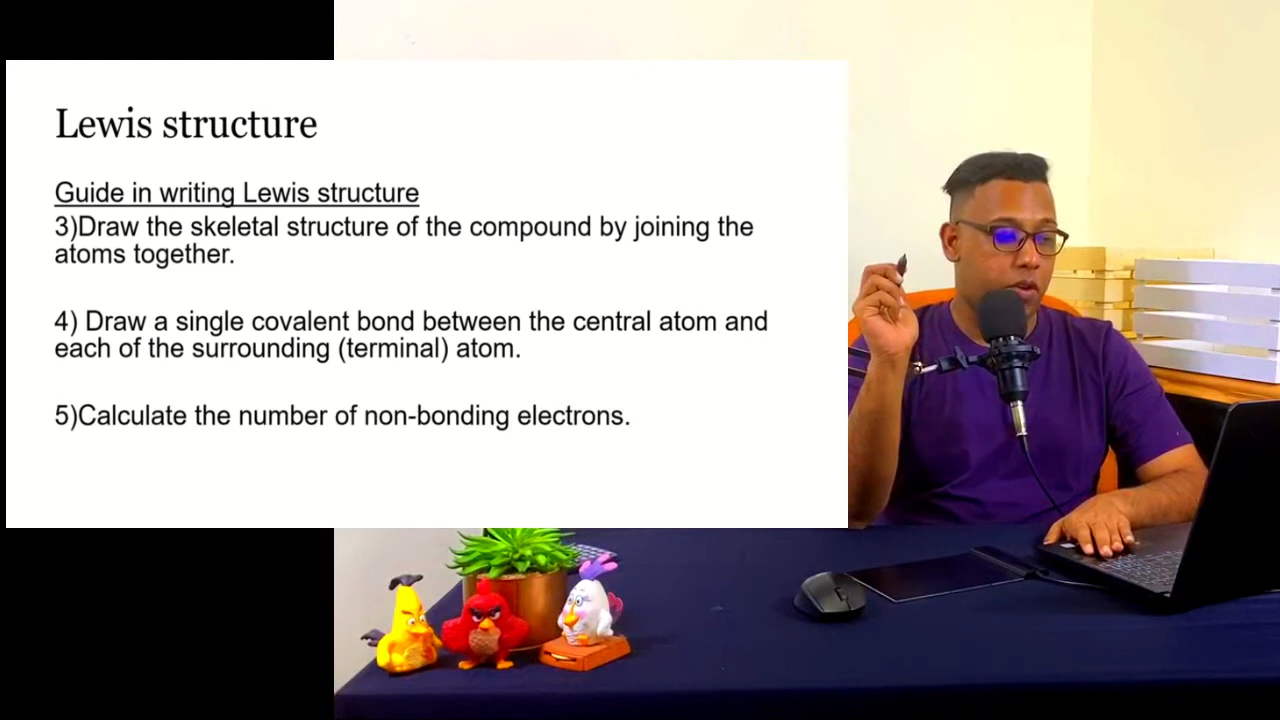 Lewis structure
Guide in writing Lewis structure
3)Draw the skeletal structure of the compound by joining the
atoms together.
4) Draw a single covalent bond between the central atom and
each of the surrounding (terminal) atom.
5)Calculate the number of non-bonding electrons.